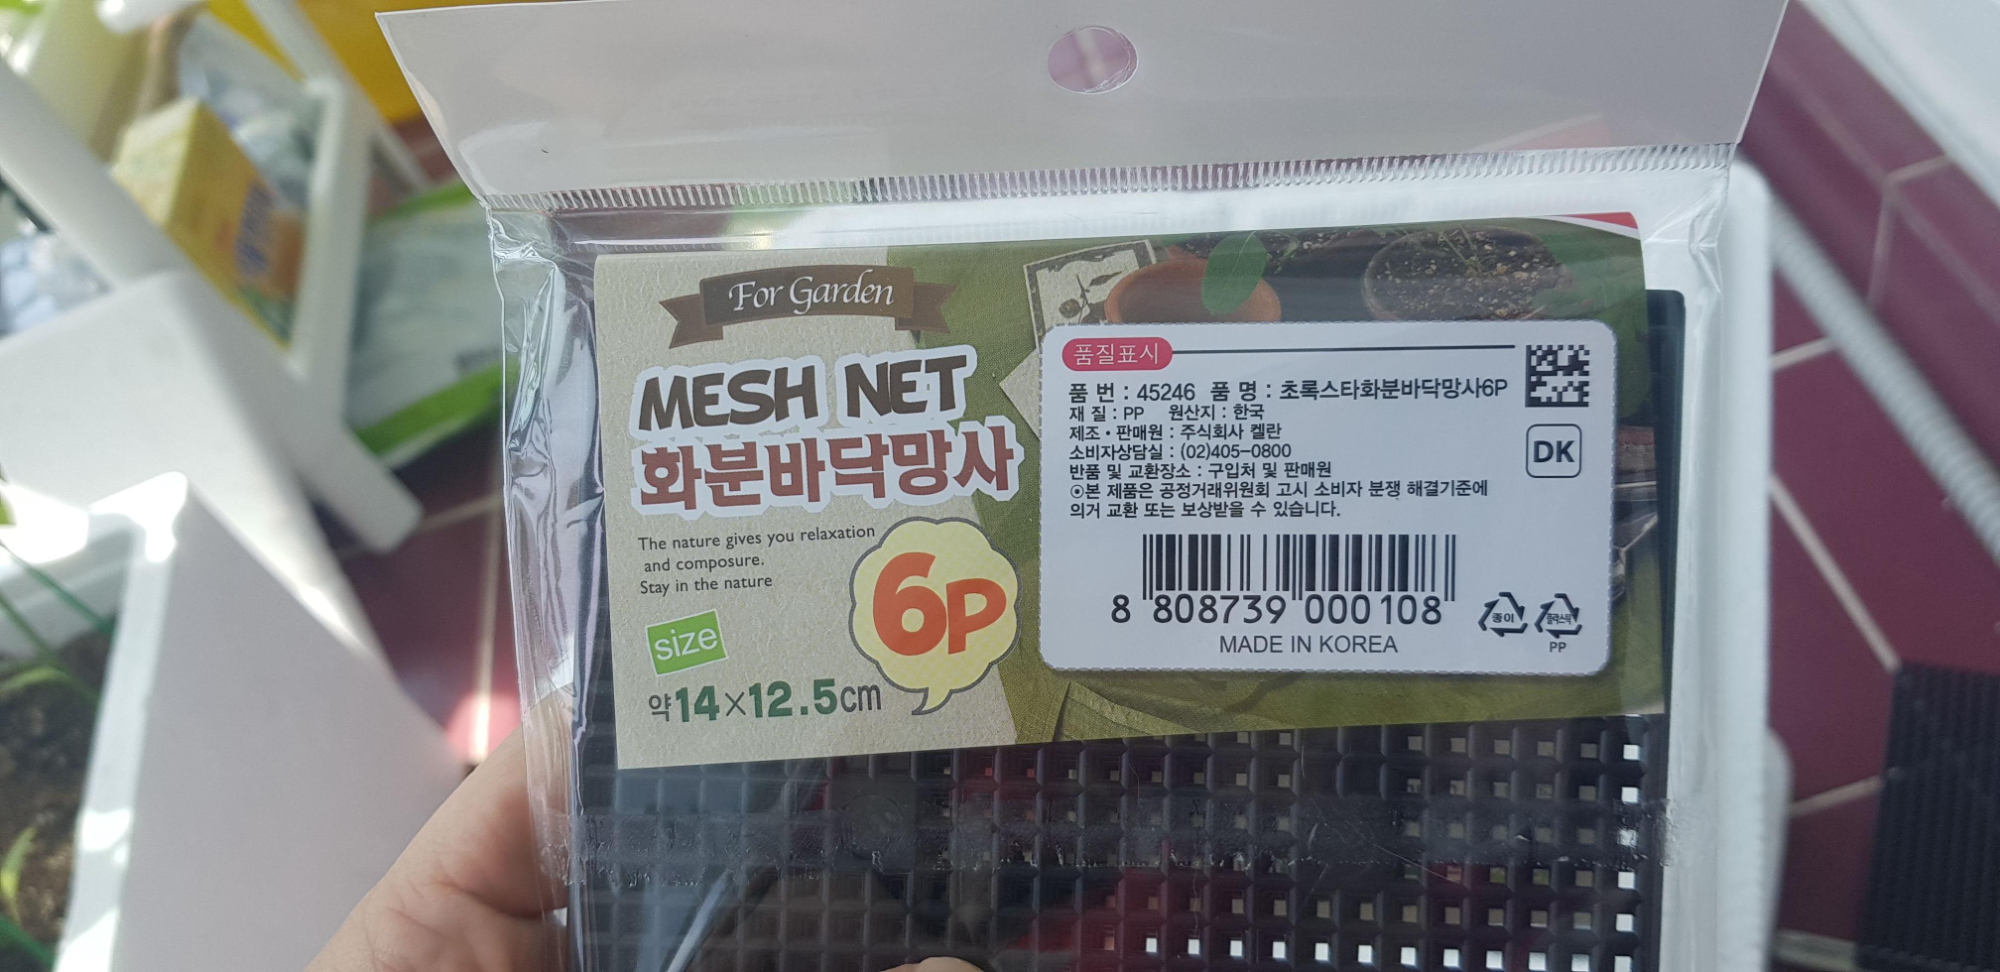 For Garden
MESH NET
화분바닥망사
The nature gives you relaxation
and composure.
Stay in the nature
6P
size
약14×12.5cm
품질표시
품 번 : 45246 품 명 : 초록스타화분바닥망사6P
재 질 : PP 원산지 : 한국
제조・판매원 : 주식회사 켈란
소비자상담실 : (02)405-0800
반품 및 교환장소 : 구입처 및 판매원
⊙본 제품은 공정거래위원회 고시 소비자 분쟁 해결기준에
의거 교환 또는 보상받을 수 있습니다.
DK
8 808739 000108
MADE IN KOREA
종이
플라스틱
PP